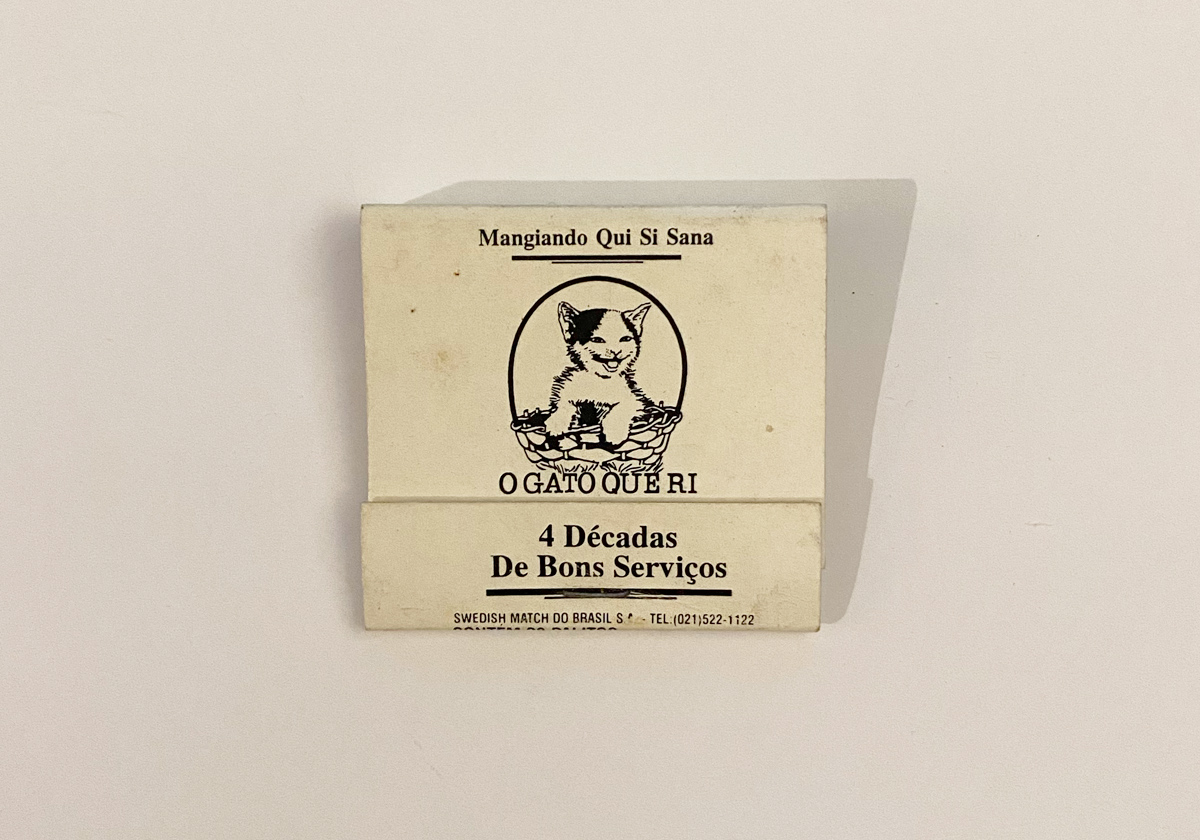 Mangiando Qui Si Sana
O GATO QUE RI
4 Décadas
De Bons Serviços
SWEDISH MATCH DO BRASIL S - TEL:(021)522-1122